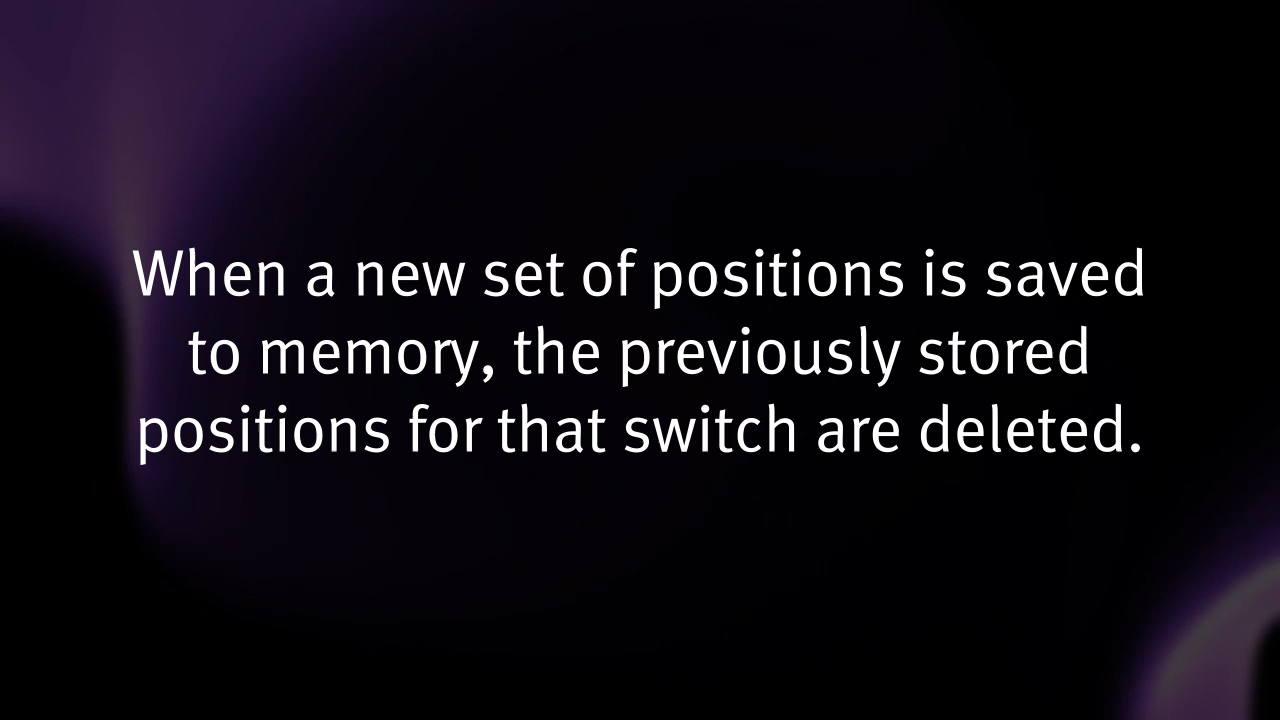 When a new set of positions is saved
to memory, the previously stored
positions for that switch are deleted.